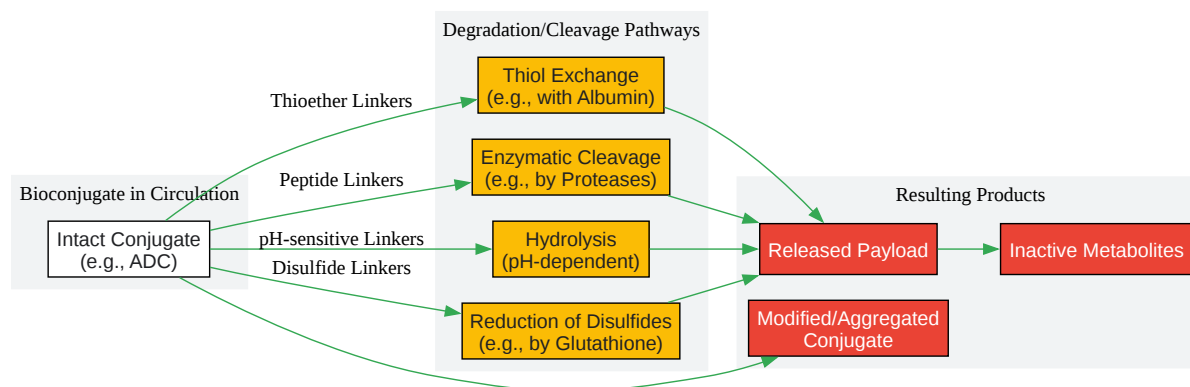 Degradation/Cleavage Pathways
Thiol Exchange
(e.g., with Albumin)
Thioether Linkers
Enzymatic Cleavage
(e.g., by Proteases)
Peptide Linkers
Bioconjugate in Circulation
Resulting Products
Intact Conjugate
(e.g., ADC)
pH-sensitive Linkers
Hydrolysis
(pH-dependent)
Released Payload
Inactive Metabolites
Disulfide Linkers
Reduction of Disulfides
(e.g., by Glutathione)
Modified/Aggregated
Conjugate